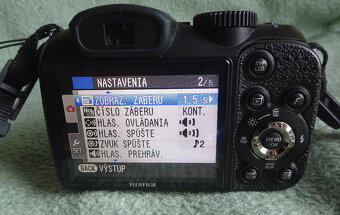 NASTAVENIA 2/5
ZOBRAZ. ZÁBERU 1,5 s
ČÍSLO ZÁBERU KONT.
HLAS. OVLÁDANIA
HLAS. SPÚŠTE
ZVUK SPÚŠTE 2
HLAS. PREHRÁV.
SET
BACK VÝSTUP
MENU
/OK
FUJIFILM